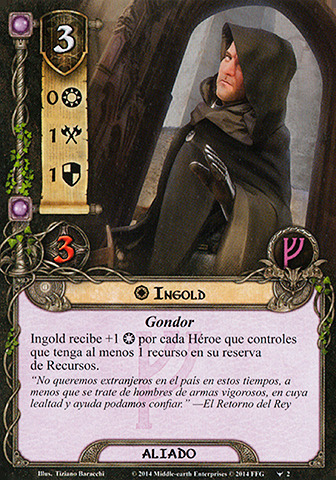 3
0
1
1
3
Ingold
Gondor
Ingold recibe +1 por cada Héroe que controles
que tenga al menos 1 recurso en su reserva
de Recursos.
“No queremos extranjeros en el país en estos tiempos, a
menos que se trate de hombres de armas vigorosos, en cuya
lealtad y ayuda podamos confiar.” —El Retorno del Rey
ALIADO
Illus. Tiziano Baracchi © 2014 Middle-earth Enterprises © 2014 FFG 2